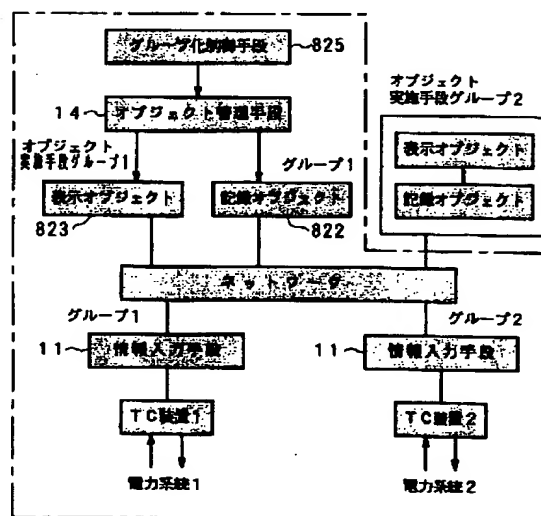 グループ化制御手段
825
オブジェクト
実施手段グループ2
14
オブジェクト管理手段
オブジェクト
実施手段グループ1
グループ1
表示オブジェクト
記録オブジェクト
表示オブジェクト
記録オブジェクト
823
822
ネットワーク
グループ1
グループ2
11
情報入力手段
11
情報入力手段
TC装置1
TC装置2
電力系統1
電力系統2